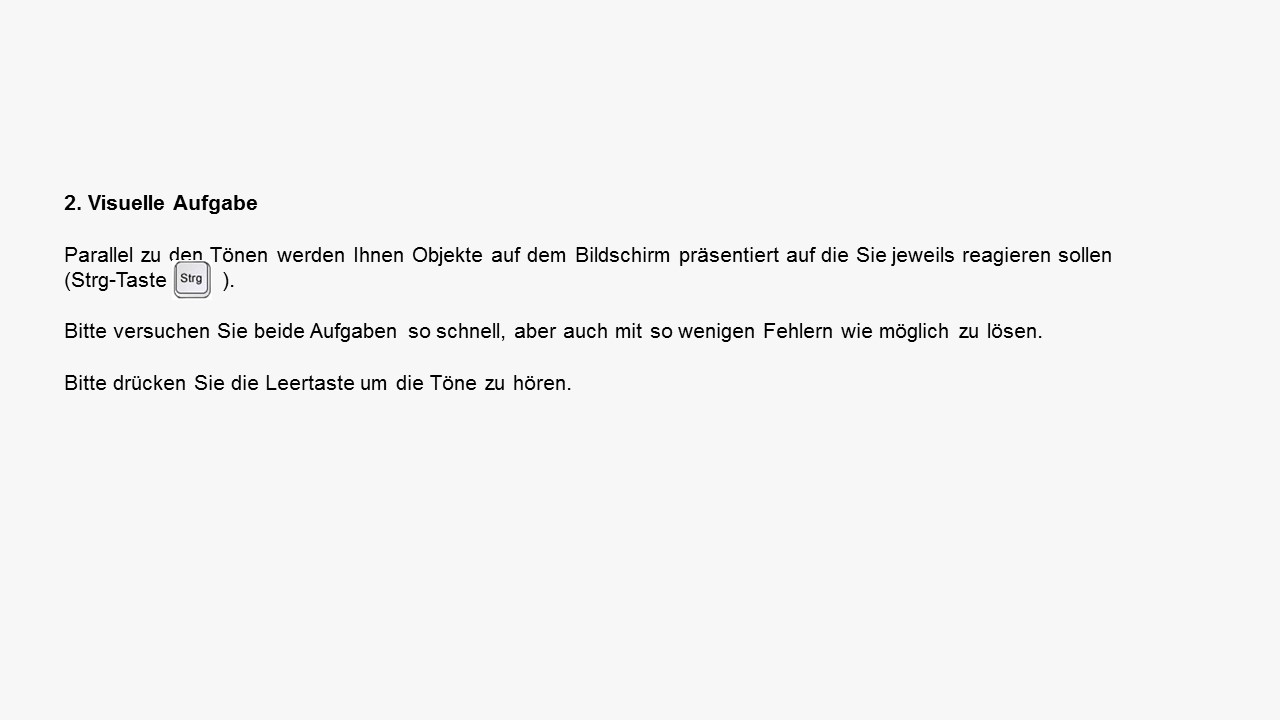 2. Visuelle Aufgabe
Parallel zu den Tönen werden Ihnen Objekte auf dem Bildschirm präsentiert auf die Sie jeweils reagieren sollen
(Strg-Taste Strg ).
Bitte versuchen Sie beide Aufgaben so schnell, aber auch mit so wenigen Fehlern wie möglich zu lösen.
Bitte drücken Sie die Leertaste um die Töne zu hören.